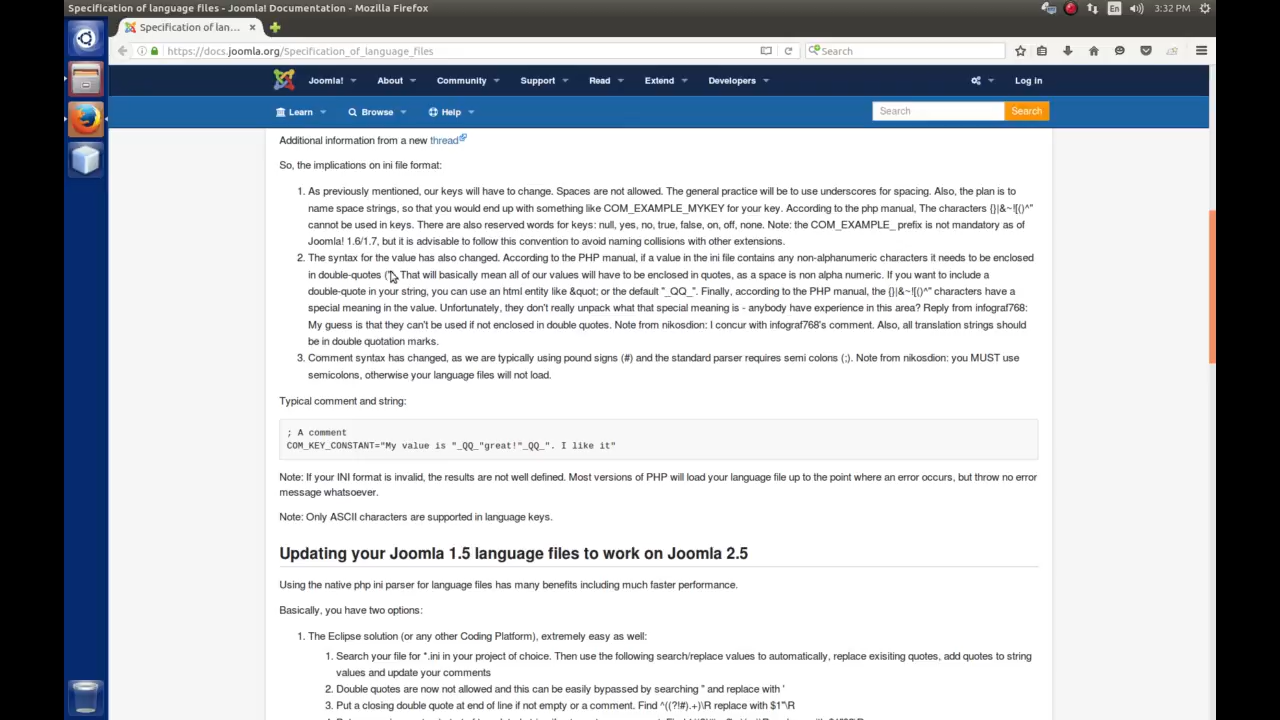 Specification of language files - Joomla! Documentation - Mozilla Firefox
En
3:32 PM
Specification of lan...
https://docs.joomla.org/Specification_of_language_files
Search
Joomla! About Community Support Read Extend Developers Log in
Learn Browse Help Search Search
Additional information from a new thread
So, the implications on ini file format:
1. As previously mentioned, our keys will have to change. Spaces are not allowed. The general practice will be to use underscores for spacing. Also, the plan is to
name space strings, so that you would end up with something like COM_EXAMPLE_MYKEY for your key. According to the php manual, The characters {}|&~![()^"
cannot be used in keys. There are also reserved words for keys: null, yes, no, true, false, on, off, none. Note: the COM_EXAMPLE_ prefix is not mandatory as of
Joomla! 1.6/1.7, but it is advisable to follow this convention to avoid naming collisions with other extensions.
2. The syntax for the value has also changed. According to the PHP manual, if a value in the ini file contains any non-alphanumeric characters it needs to be enclosed
in double-quotes That will basically mean all of our values will have to be enclosed in quotes, as a space is non alpha numeric. If you want to include a
double-quote in your string, you can use an html entity like &quot; or the default "_QQ_". Finally, according to the PHP manual, the {}|&~![()^" characters have a
special meaning in the value. Unfortunately, they don't really unpack what that special meaning is - anybody have experience in this area? Reply from infograf768:
My guess is that they can't be used if not enclosed in double quotes. Note from nikosdion: I concur with infograf768's comment. Also, all translation strings should
be in double quotation marks.
3. Comment syntax has changed, as we are typically using pound signs (#) and the standard parser requires semi colons (;). Note from nikosdion: you MUST use
semicolons, otherwise your language files will not load.
Typical comment and string:
; A comment
COM_KEY_CONSTANT="My value is "_QQ_"great!"_QQ_". I like it"
Note: If your INI format is invalid, the results are not well defined. Most versions of PHP will load your language file up to the point where an error occurs, but throw no error
message whatsoever.
Note: Only ASCII characters are supported in language keys.
Updating your Joomla 1.5 language files to work on Joomla 2.5
Using the native php ini parser for language files has many benefits including much faster performance.
Basically, you have two options:
1. The Eclipse solution (or any other Coding Platform), extremely easy as well:
1. Search your file for *.ini in your project of choice. Then use the following search/replace values to automatically, replace exisiting quotes, add quotes to string
values and update your comments
2. Double quotes are now not allowed and this can be easily bypassed by searching " and replace with '
3. Put a closing double quote at end of line if not empty or a comment. Find ^((?!#).+)\R replace with $1"\R